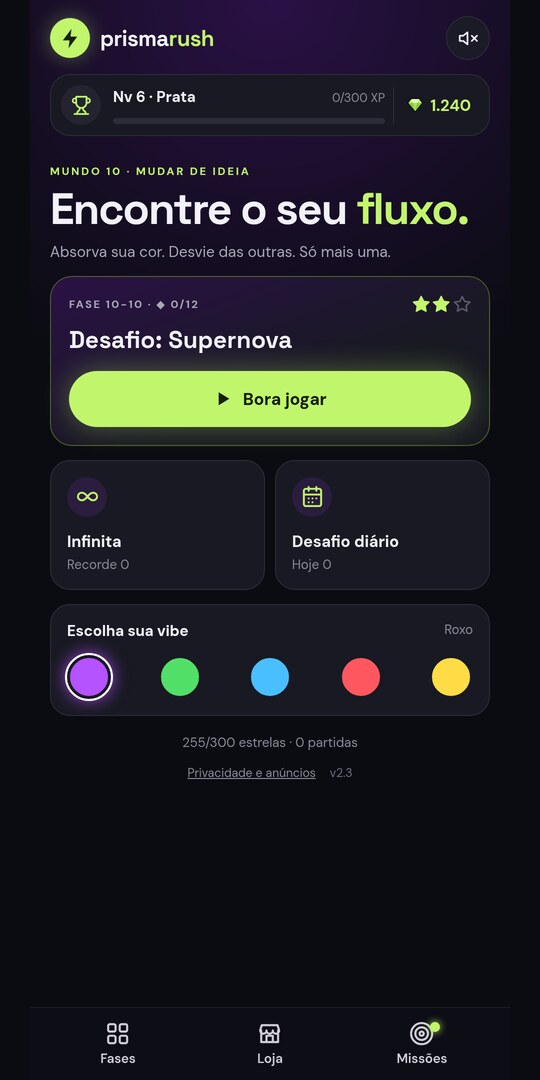 prismarush
Nv 6 · Prata
0/300 XP
1.240
MUNDO 10 · MUDAR DE IDEIA
Encontre o seu fluxo.
Absorva sua cor. Desvie das outras. Só mais uma.
FASE 10-10 · ◆ 0/12
Desafio: Supernova
Bora jogar
Infinita
Recorde 0
Desafio diário
Hoje 0
Escolha sua vibe
Roxo
255/300 estrelas · 0 partidas
Privacidade e anúncios
v2.3
Fases
Loja
Missões